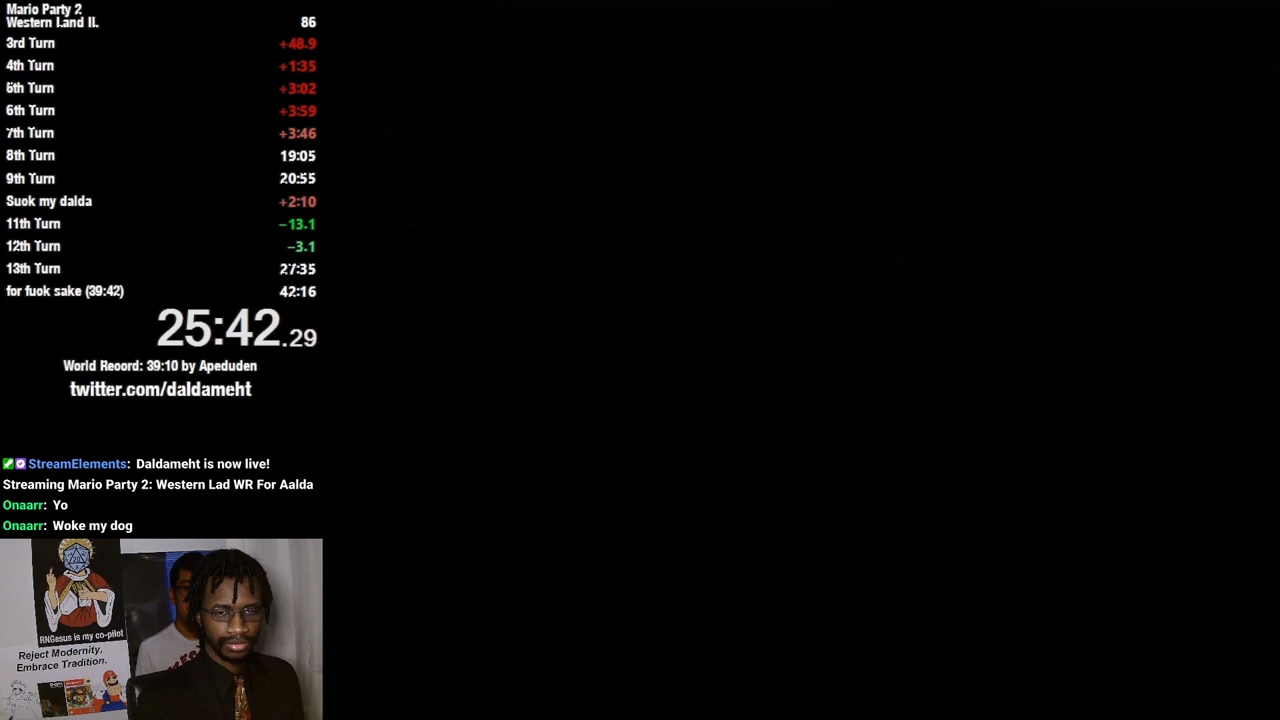 Mario Party 2
Western Land II.
86
3rd Turn +48.9
4th Turn +1:35
5th Turn +3:02
6th Turn +3:59
7th Turn +3:46
8th Turn 19:05
9th Turn 20:55
Suok my dalda +2:10
11th Turn −13.1
12th Turn −3.1
13th Turn 27:35
for fuok sake (39:42) 42:16
25:42.29
World Reoord: 39:10 by Apeduden
twitter.com/daldameht
StreamElements: Daldameht is now live!
Streaming Mario Party 2: Western Lad WR For Aalda
Onaarr: Yo
Onaarr: Woke my dog
RNGesus is my co-pilot
Reject Modernity,
Embrace Tradition.